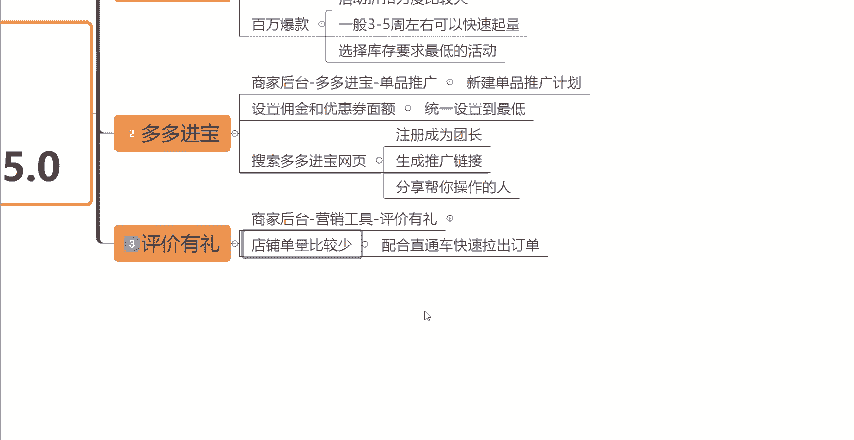 百万爆款
一般3-5周左右可以快速起量
选择库存要求最低的活动
商家后台-多多进宝-单品推广 新建单品推广计划
设置佣金和优惠券面额 统一设置到最低
2 多多进宝
注册成为团长
5.0
搜索多多进宝网页 生成推广链接
分享帮你操作的人
商家后台-营销工具-评价有礼
3 评价有礼
店铺单量比较少 配合直通车快速拉出订单